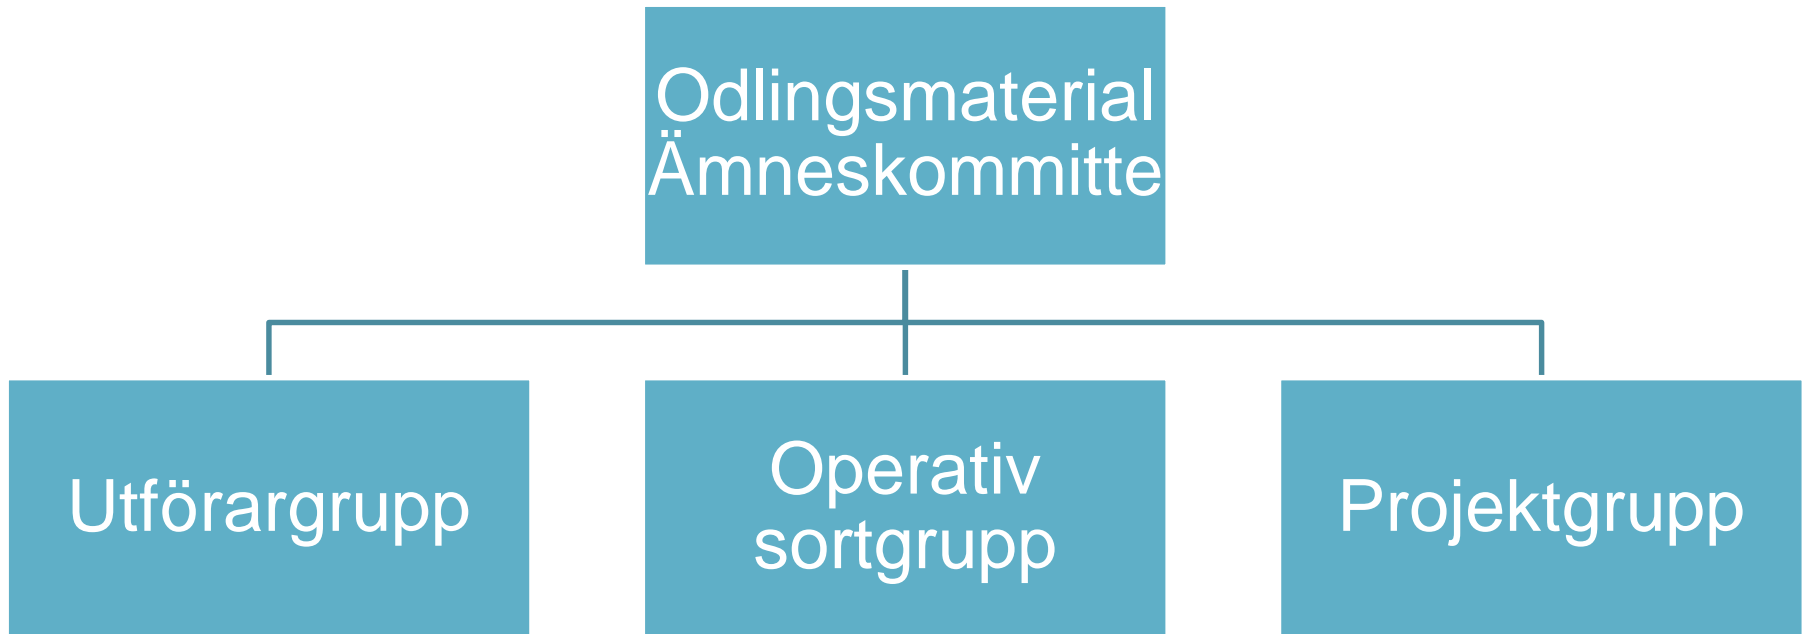 Odlingsmaterial
Ämneskommitte
Utförargrupp
Operativ
sortgrupp
Projektgrupp